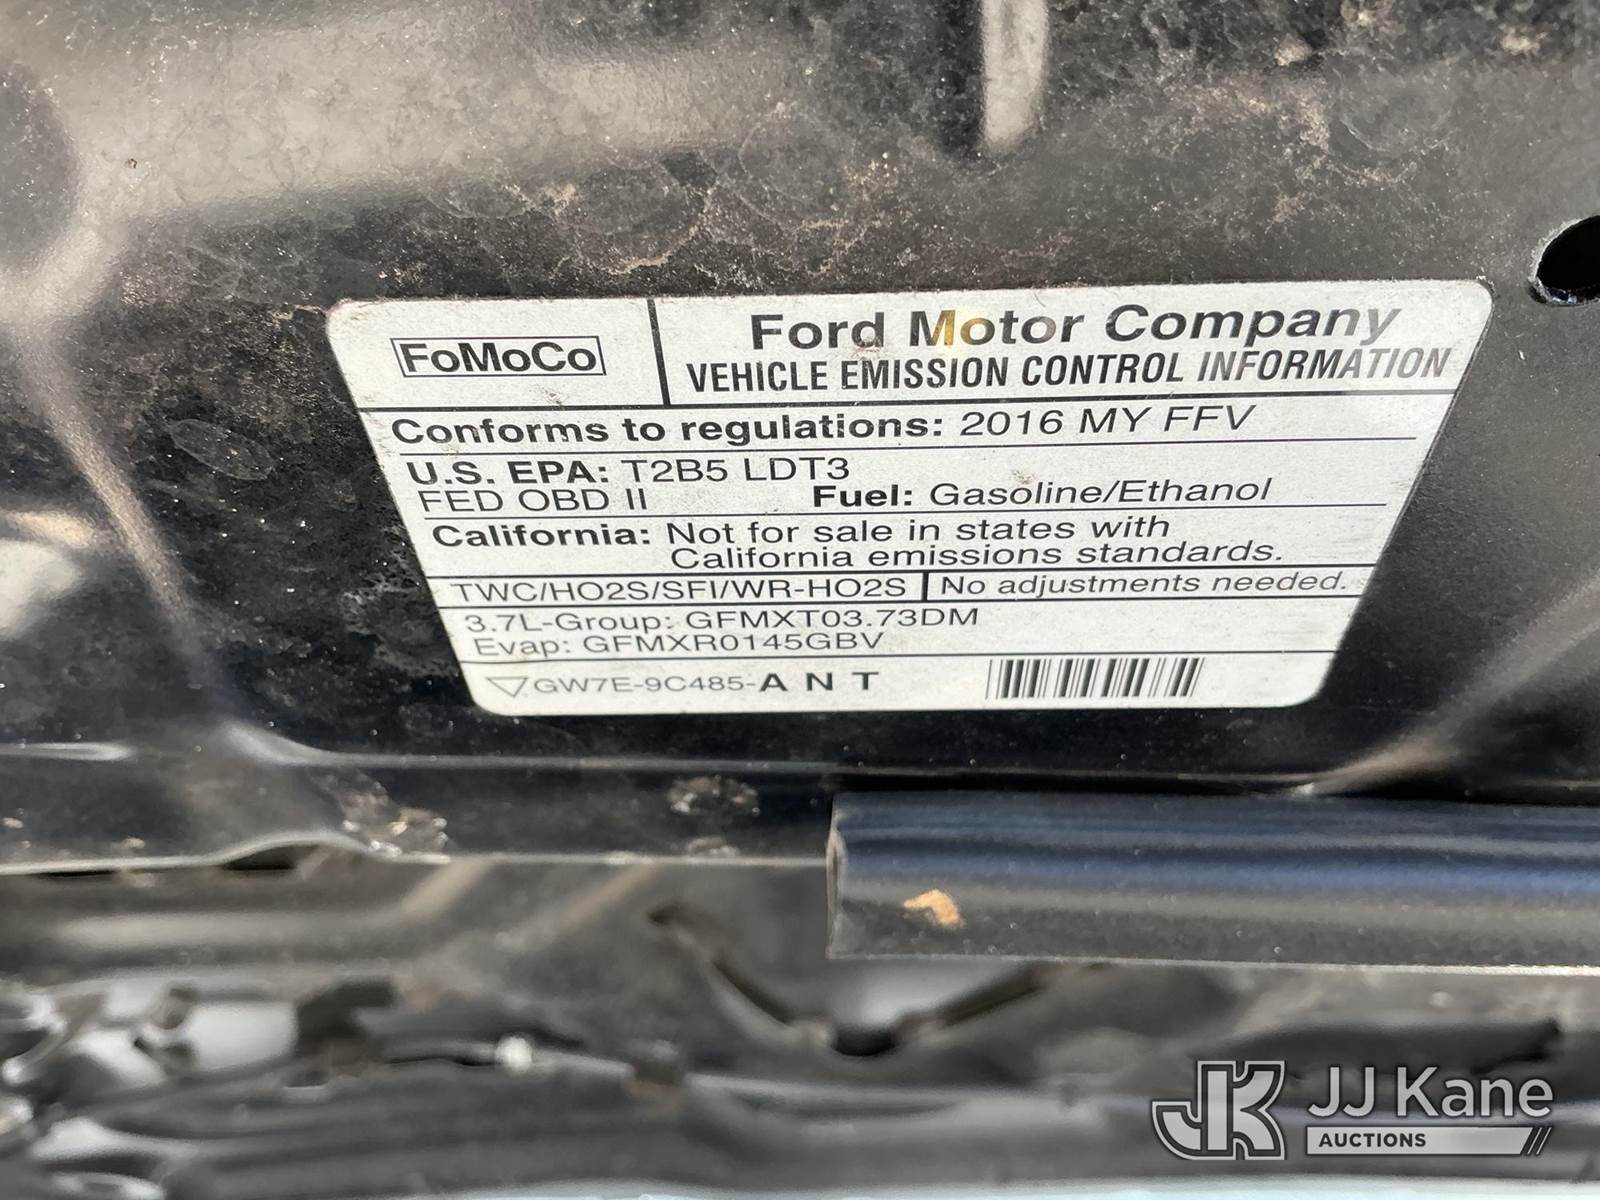 FoMoCo
Ford Motor Company
VEHICLE EMISSION CONTROL INFORMATION
Conforms to regulations: 2016 MY FFV
U.S. EPA: T2B5 LDT3
FED OBD II Fuel: Gasoline/Ethanol
California: Not for sale in states with
California emissions standards.
TWC/HO2S/SFI/WR-HO2S No adjustments needed.
3.7L-Group: GFMXT03.73DM
Evap: GFMXR0145GBV
GW7E-9C485-A N T
JK JJ Kane
AUCTIONS